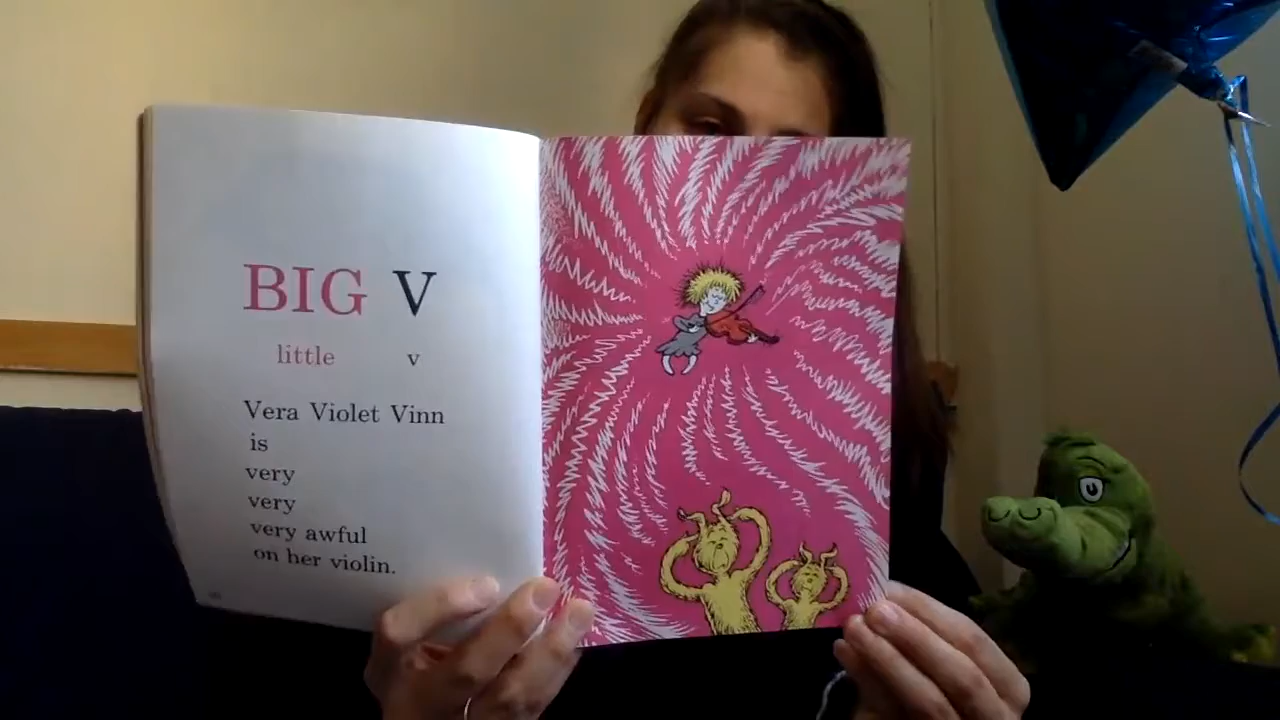 BIG V
little v
Vera Violet Vinn
is
very
very
very awful
on her violin.